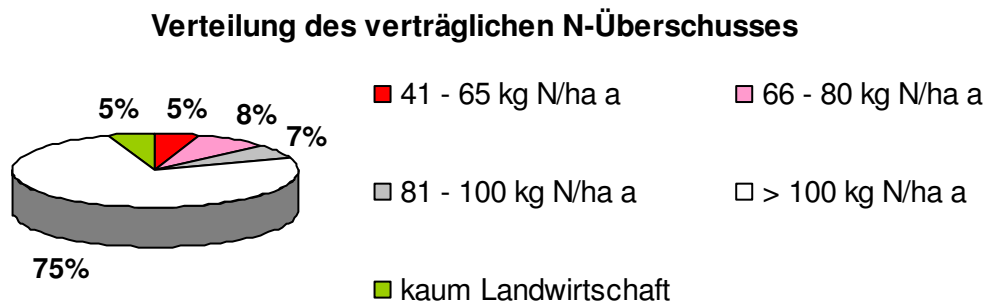 Verteilung des verträglichen N-Überschusses
5% 5% 8% 7%
75%
41 - 65 kg N/ha a
66 - 80 kg N/ha a
81 - 100 kg N/ha a
> 100 kg N/ha a
kaum Landwirtschaft